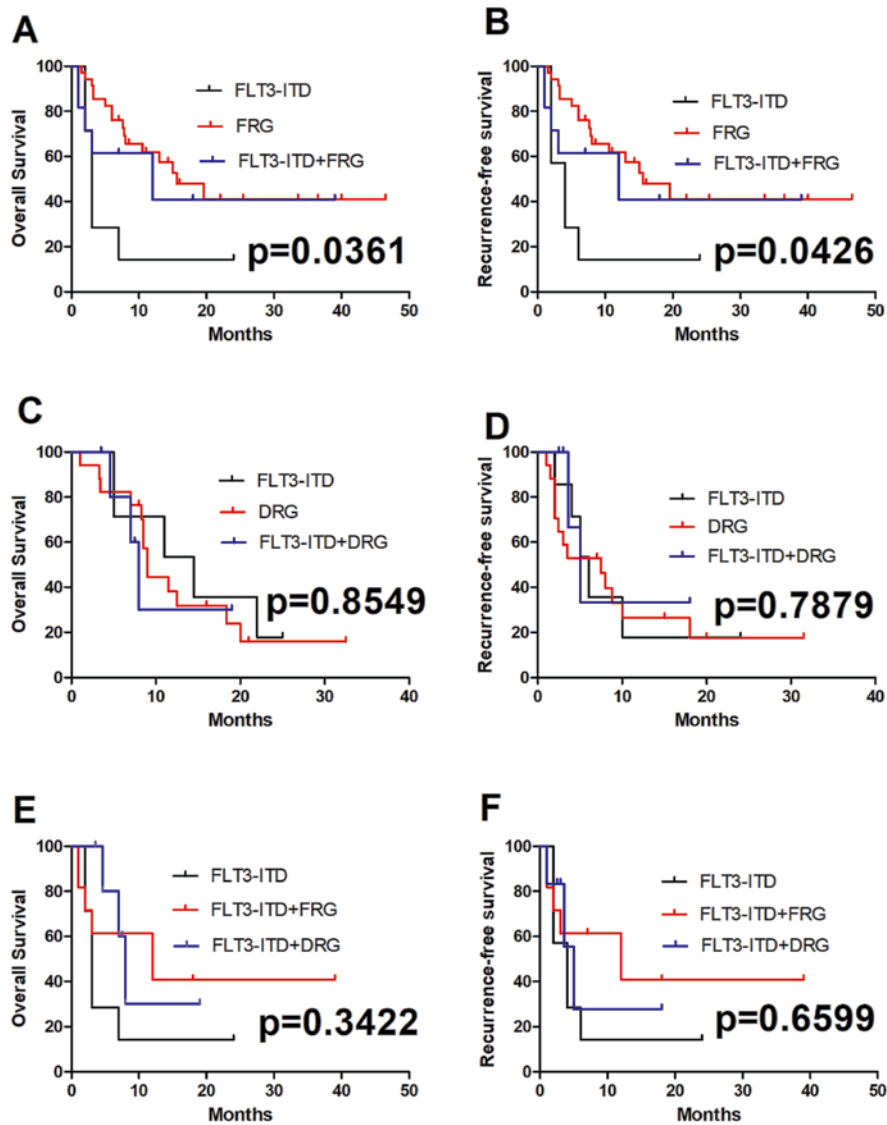 A
Overall Survival
100
80
60
40
20
0
0 10 20 30 40 50
Months
FLT3-ITD
FRG
FLT3-ITD+FRG
p=0.0361
B
Recurrence-free survival
100
80
60
40
20
0
0 10 20 30 40 50
Months
FLT3-ITD
FRG
FLT3-ITD+FRG
p=0.0426
C
Overall Survival
100
80
60
40
20
0
0 10 20 30 40
Months
FLT3-ITD
DRG
FLT3-ITD+DRG
p=0.8549
D
Recurrence-free survival
100
80
60
40
20
0
0 10 20 30 40
Months
FLT3-ITD
DRG
FLT3-ITD+DRG
p=0.7879
E
Overall Survival
100
80
60
40
20
0
0 10 20 30 40 50
Months
FLT3-ITD
FLT3-ITD+FRG
FLT3-ITD+DRG
p=0.3422
F
Recurrence-free survival
100
80
60
40
20
0
0 10 20 30 40 50
Months
FLT3-ITD
FLT3-ITD+FRG
FLT3-ITD+DRG
p=0.6599